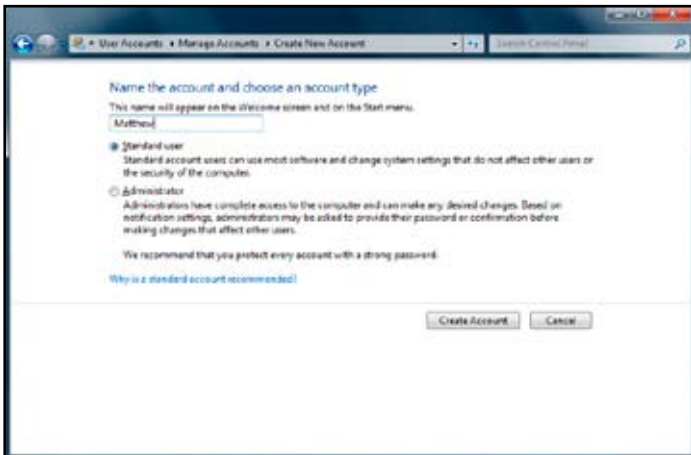 User Accounts ▸ Manage Accounts ▸ Create New Account
Search Control Panel
Name the account and choose an account type
This name will appear on the Welcome screen and on the Start menu.
Matthew
Standard user
Standard account users can use most software and change system settings that do not affect other users or
the security of the computer.
Administrator
Administrators have complete access to the computer and can make any desired changes. Based on
notification settings, administrators may be asked to provide their password or confirmation before
making changes that affect other users.
We recommend that you protect every account with a strong password.
Why is a standard account recommended?
Create Account
Cancel